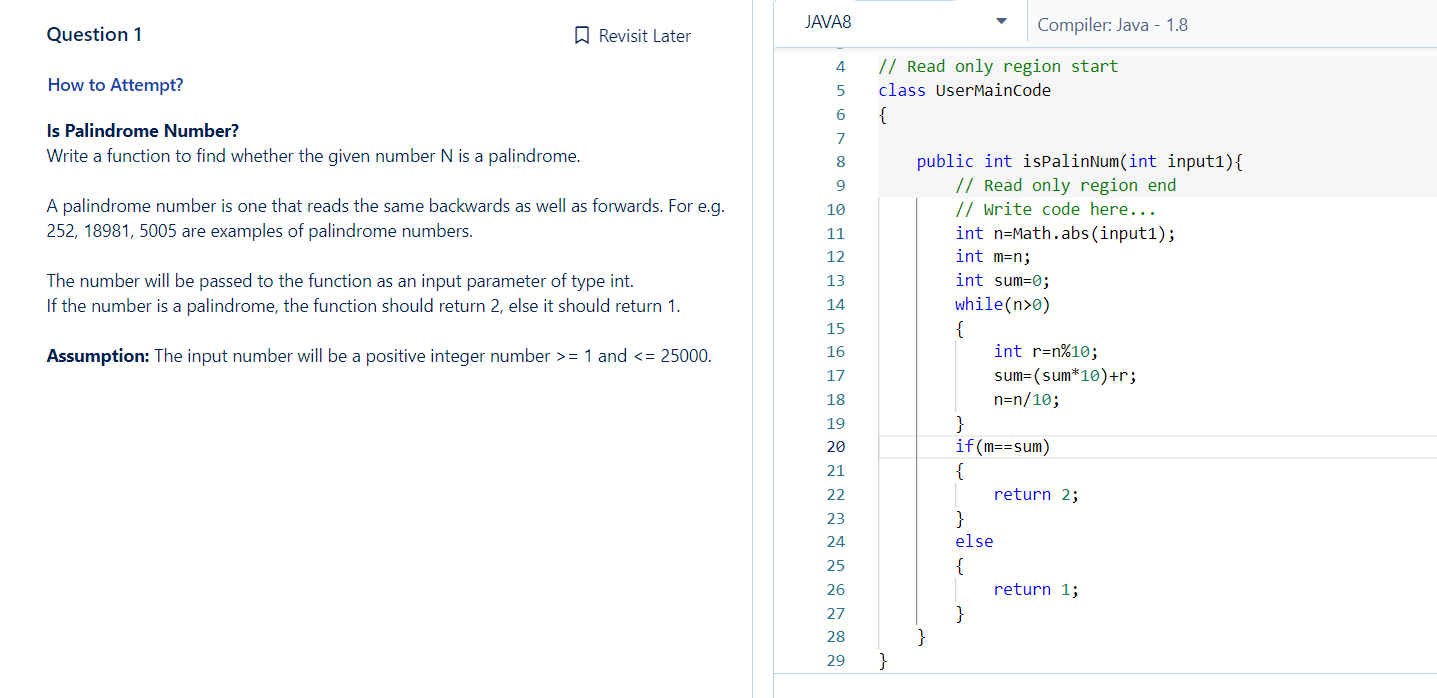 Question 1
Revisit Later
How to Attempt?
Is Palindrome Number?
Write a function to find whether the given number N is a palindrome.
A palindrome number is one that reads the same backwards as well as forwards. For e.g.
252, 18981, 5005 are examples of palindrome numbers.
The number will be passed to the function as an input parameter of type int.
If the number is a palindrome, the function should return 2, else it should return 1.
Assumption: The input number will be a positive integer number >= 1 and <= 25000.
JAVA8
Compiler: Java - 1.8
4 // Read only region start
5 class UserMainCode
6 {
7
8 public int isPalinNum(int input1){
9 // Read only region end
10 // Write code here...
11 int n=Math.abs(input1);
12 int m=n;
13 int sum=0;
14 while(n>0)
15 {
16 int r=n%10;
17 sum=(sum*10)+r;
18 n=n/10;
19 }
20 if(m==sum)
21 {
22 return 2;
23 }
24 else
25 {
26 return 1;
27 }
28 }
29 }